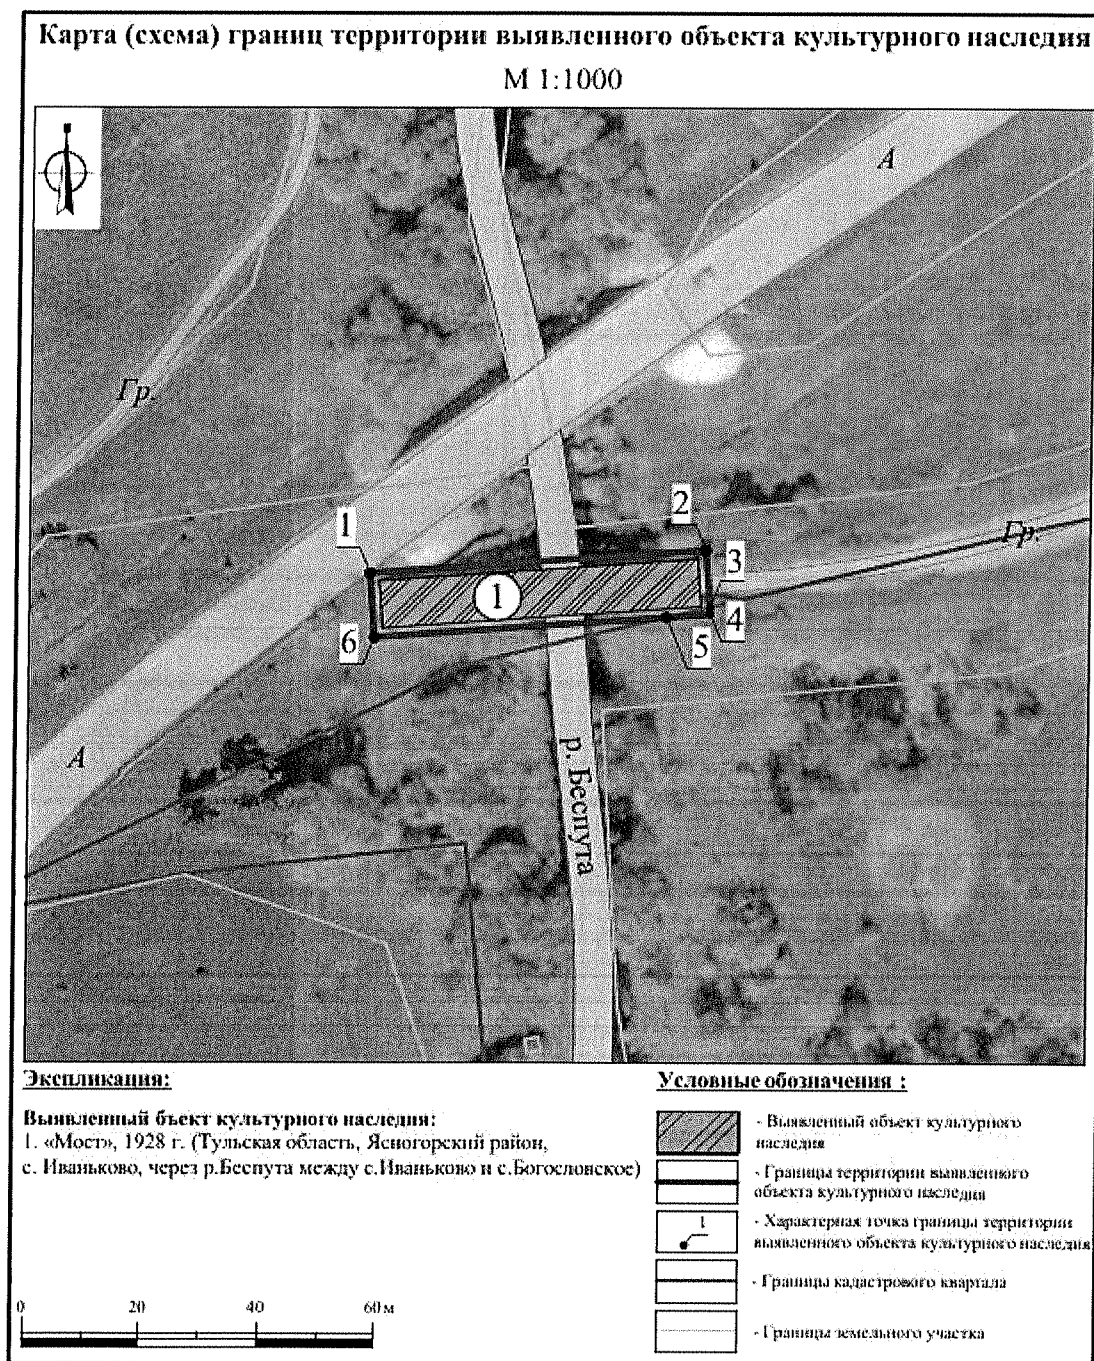 Карта (схема) границ территории выявленного объекта культурного наследия
М 1:1000
А
Гр.
1
2
3
Гр.
1
4
5
6
А
р. Беспута
Экспликация:
Выявленный бъект культурного наследия:
1. «Мост», 1928 г. (Тульская область, Ясногорский район,
с. Иваньково, через р.Беспута между с.Иваньково и с.Богословское)
0 20 40 60 м
Условные обозначения :
- Выявленный объект культурного
наследия
- Границы территории выявленного
объекта культурного наследия
1
- Характерная точка границы территории
выявленного объекта культурного наследия
- Границы кадастрового квартала
- Границы земельного участка